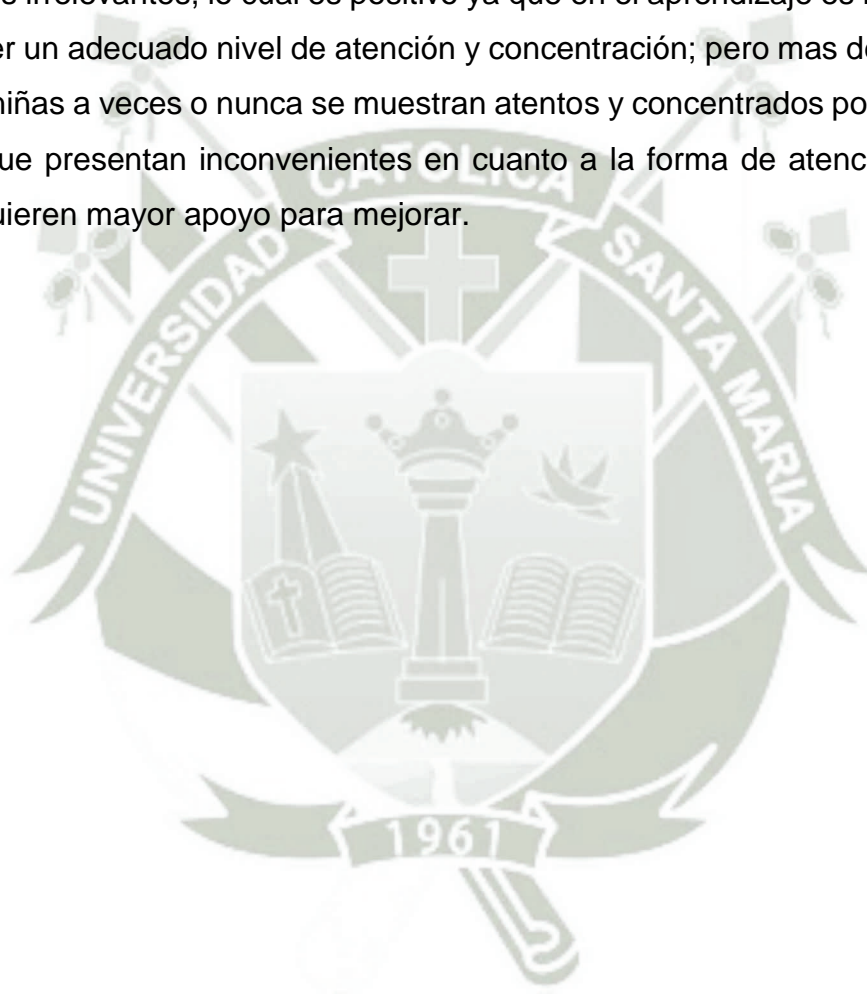 s irrelevantes, lo cual es positivo ya que en el aprendizaje es
er un adecuado nivel de atención y concentración; pero mas de
niñas a veces o nunca se muestran atentos y concentrados po
ue presentan inconvenientes en cuanto a la forma de atenc
uieren mayor apoyo para mejorar.
UNIVERSIDAD CATOLICA SANTA MARIA
1961